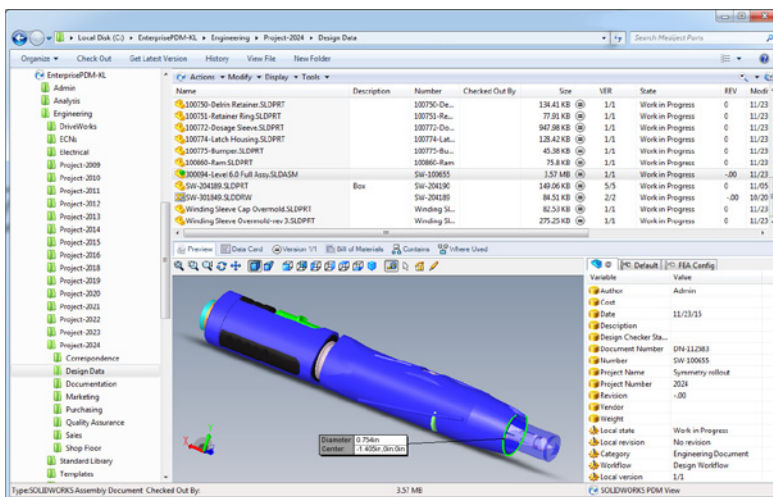 Local Disk (C:) EnterprisePDM-KL Engineering Project-2024 Design Data
Search Medijest Parts
Organize Check Out Get Latest Version History View File New Folder
EnterprisePDM-KL
Admin
Analysis
Engineering
DriveWorks
ECNs
Electrical
Project-2009
Project-2010
Project-2011
Project-2012
Project-2013
Project-2014
Project-2015
Project-2016
Project-2018
Project-2019
Project-2020
Project-2021
Project-2022
Project-2023
Project-2024
Correspondence
Design Data
Documentation
Marketing
Purchasing
Quality Assurance
Sales
Shop Floor
Standard Library
Templates
Actions Modify Display Tools
Name Description Number Checked Out By Size VER State REV Modi
100750-Delrin Retainer.SLDPRT 100750-De... 134.41 KB 1/1 Work in Progress 0 11/23
100751-Retainer Ring.SLDPRT 100751-Re... 77.91 KB 1/1 Work in Progress 0 11/23
100772-Dosage Sleeve.SLDPRT 100772-Do... 947.98 KB 1/1 Work in Progress 0 11/23
100774-Latch Housing.SLDPRT 100774-Lat... 128.42 KB 1/1 Work in Progress 0 11/23
100775-Bumper.SLDPRT 100775-Bu... 45.38 KB 1/1 Work in Progress 0 11/23
100860-Ram.SLDPRT 100860-Ram 75.8 KB 1/1 Work in Progress 0 11/23
300094-Level 6.0 Full Assy.SLDASM SW-100655 3.57 MB 1/1 Work in Progress -.00 11/23
SW-204189.SLDPRT Box SW-204190 149.06 KB 5/5 Work in Progress 0 11/05
SW-301849.SLDDRW SW-204189 84.51 KB 2/2 Work in Progress -.00 10/20
Winding Sleeve Cap Overmold.SLDPRT Winding Sl... 82.53 KB 1/1 Work in Progress 0 11/23
Winding Sleeve Overmold-rev 3.SLDPRT Winding Sl... 275.25 KB 1/1 Work in Progress 0 11/23
Preview Data Card Version 1/1 Bill of Materials Contains Where Used
Diameter 0.754in
Center: -1.405in,0in,0in
Default FEA Config
Variable Value
Author Admin
Cost
Date 11/23/15
Description
Design Checker Sta...
Document Number DN-112983
Number SW-100655
Project Name Symmetry rollout
Project Number 2024
Revision -.00
Vendor
Weight
Local state Work in Progress
Local revision No revision
Category Engineering Document
Workflow Design Workflow
Local version 1/1
SOLIDWORKS PDM View
Type:SOLIDWORKS Assembly Document Checked Out By: 3.57 MB